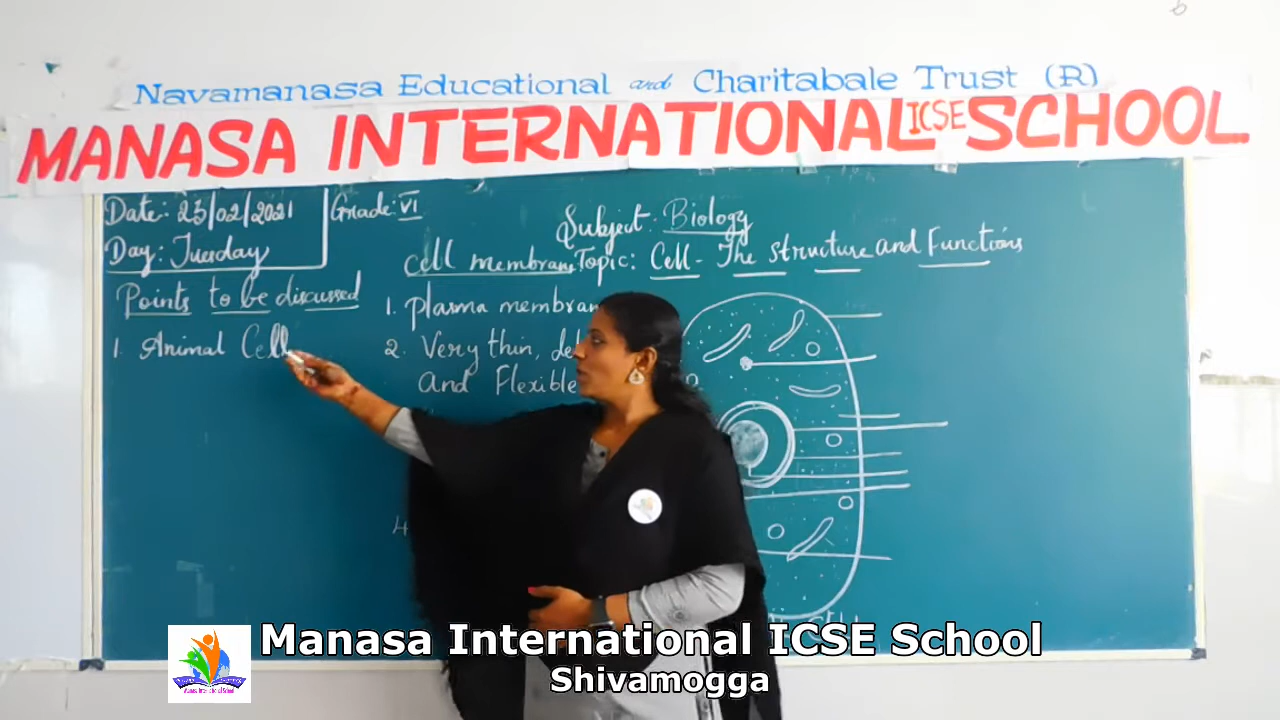 Navamanasa Educational and Charitabale Trust (R)
MANASA INTERNATIONAL ICSE SCHOOL.
Date: 23/02/2021
Grade: VI
Day: Tuesday
Subject: Biology
Topic: Cell - The structure and Functions
Points to be discussed
1. Animal Cell
Cell membrane
1. plasma membran
2. Very thin, del
and Flexible
4
Manasa International ICSE School
Shivamogga